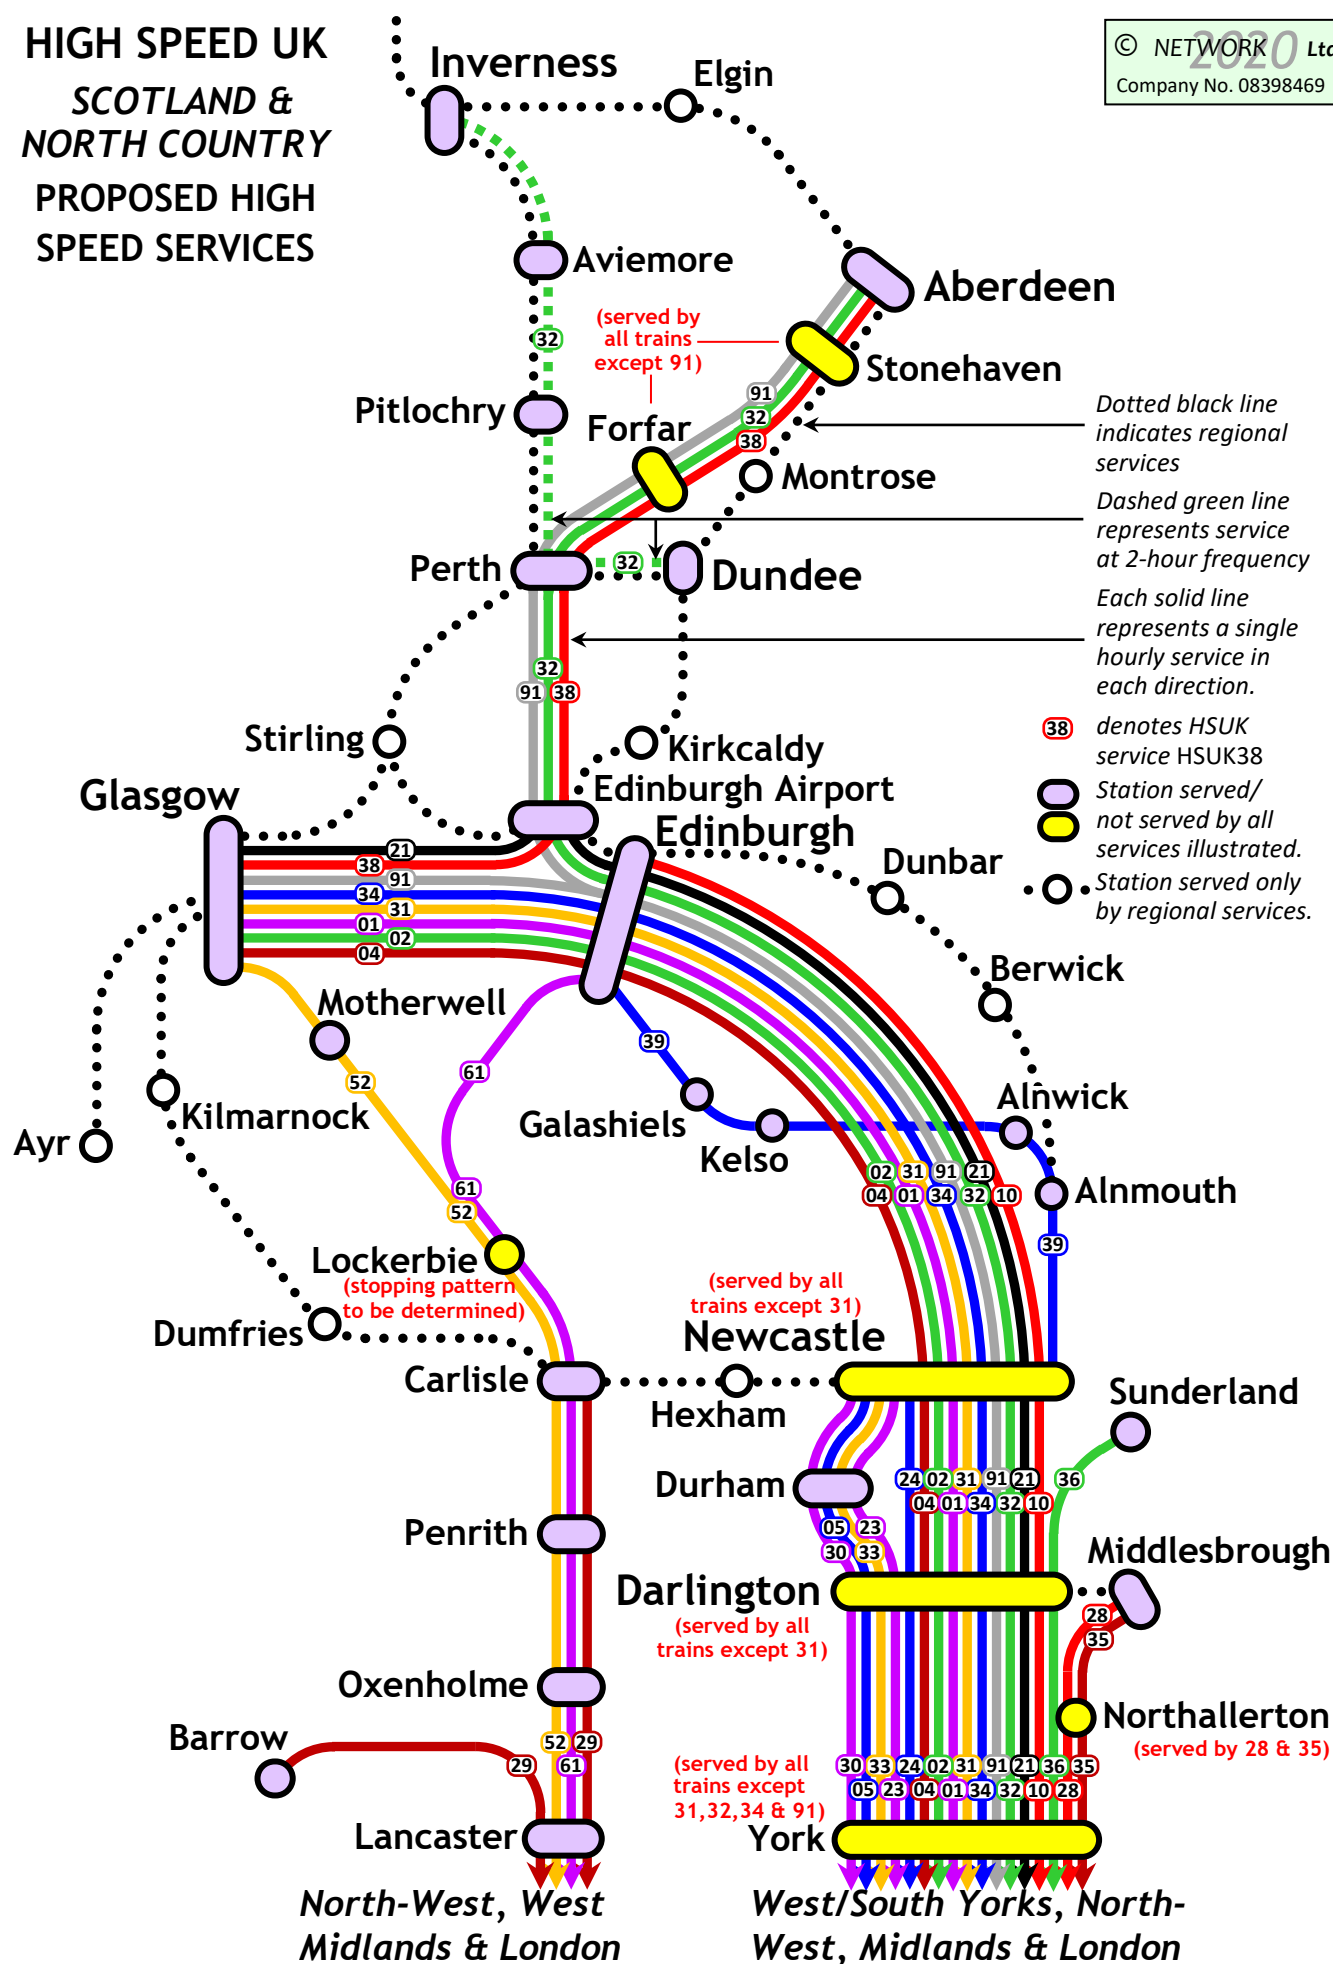 HIGH SPEED UK
SCOTLAND &
NORTH COUNTRY
PROPOSED HIGH
SPEED SERVICES
© NETWORK 2020 Ltd
Company No. 08398469
Inverness
Elgin
Aviemore
Aberdeen
(served by
all trains
except 91)
32
Stonehaven
Pitlochry
Forfar
91
32
38
Montrose
Dotted black line
indicates regional
services
Dashed green line
represents service
at 2-hour frequency
Perth
32
Dundee
Each solid line
represents a single
hourly service in
each direction.
32
91 38
Stirling
Kirkcaldy
38 denotes HSUK
service HSUK38
Station served/
not served by all
services illustrated.
Station served only
by regional services.
Glasgow
Edinburgh Airport
Edinburgh
21
38
91
34
31
01
02
04
Dunbar
Berwick
Motherwell
52
61
39
Kilmarnock
Ayr
Galashiels
Kelso
Alnwick
Alnmouth
02 31 91 21
04 01 34 32 10
39
61
52
Lockerbie
(stopping pattern
to be determined)
Dumfries
(served by all
trains except 31)
Newcastle
Carlisle
Hexham
Sunderland
Durham
24 02 31 91 21 36
04 01 34 32 10
05 23
30 33
Penrith
Middlesbrough
Darlington
(served by all
trains except 31)
28
35
Oxenholme
Northallerton
(served by 28 & 35)
Barrow
52 29
29 61
(served by all
trains except
31,32,34 & 91)
30 33 24 02 31 91 21 36 35
05 23 04 01 34 32 10 28
Lancaster
York
North-West, West
Midlands & London
West/South Yorks, North-
West, Midlands & London